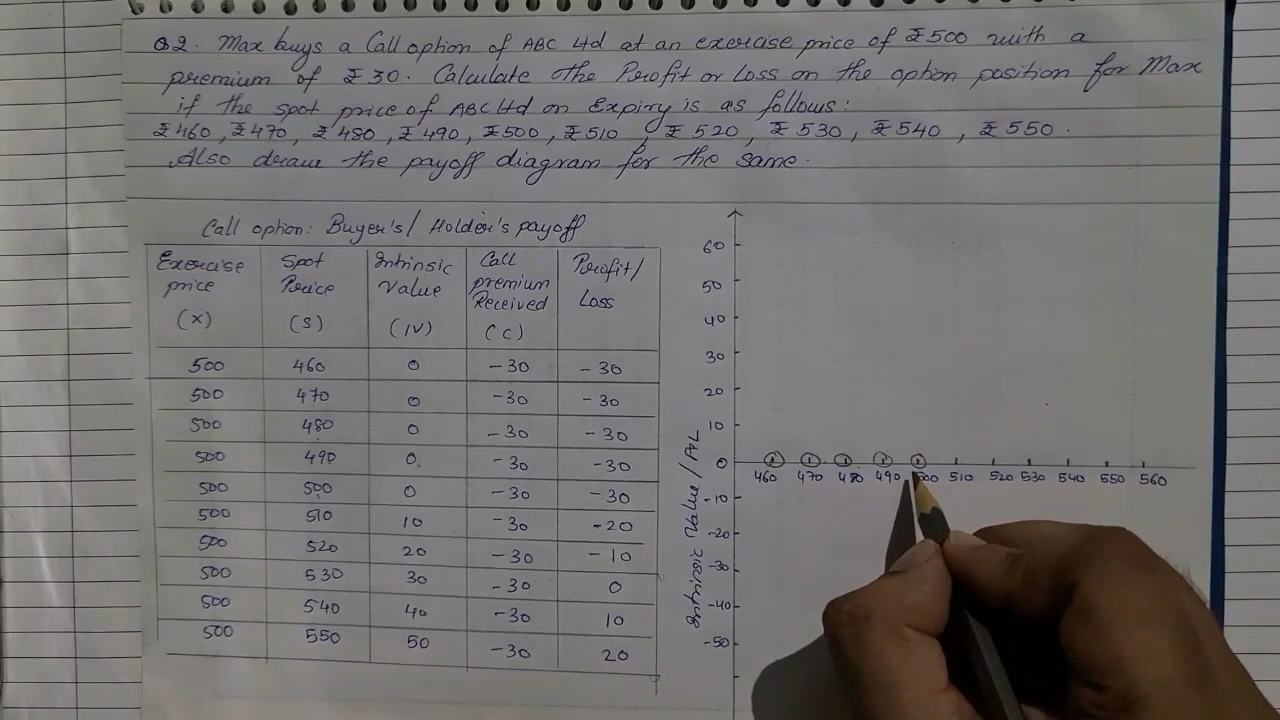 Q2. Max buys a Call option of ABC Ltd at an exercise price of ₹500 with a
premium of ₹30. Calculate the Profit or Loss on the option position for Max
if the spot price of ABC Ltd on Expiry is as follows:
₹460, ₹470, ₹480, ₹490, ₹500, ₹510, ₹520, ₹530, ₹540, ₹550.
Also draw the payoff diagram for the same.
Call option: Buyer's/Holder's payoff
Exercise price (X) Spot Price (S) Intrinsic Value (IV) Call premium Received (C) Profit/Loss
500 460 0 -30 -30
500 470 0 -30 -30
500 480 0 -30 -30
500 490 0 -30 -30
500 500 0 -30 -30
500 510 10 -30 -20
500 520 20 -30 -10
500 530 30 -30 0
500 540 40 -30 10
500 550 50 -30 20
Intrinsic Value / P/L
60
50
40
30
20
10
0
460 470 480 490 500 510 520 530 540 550 560
-10
-20
-30
-40
-50